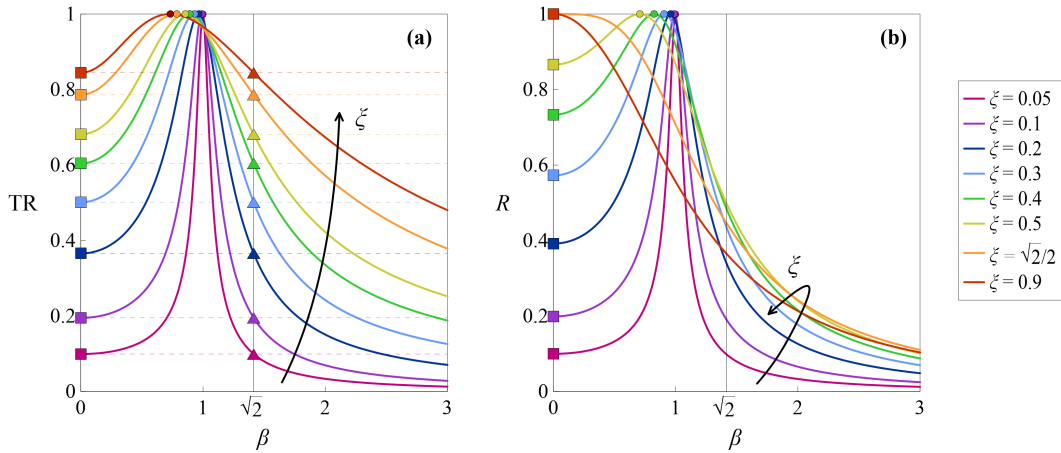 (a)
TR
1
0.8
0.6
0.4
0.2
0
ξ
0 1 √2 2 3
β
(b)
R
1
0.8
0.6
0.4
0.2
0
ξ
0 1 √2 2 3
β
ξ = 0.05
ξ = 0.1
ξ = 0.2
ξ = 0.3
ξ = 0.4
ξ = 0.5
ξ = √2/2
ξ = 0.9